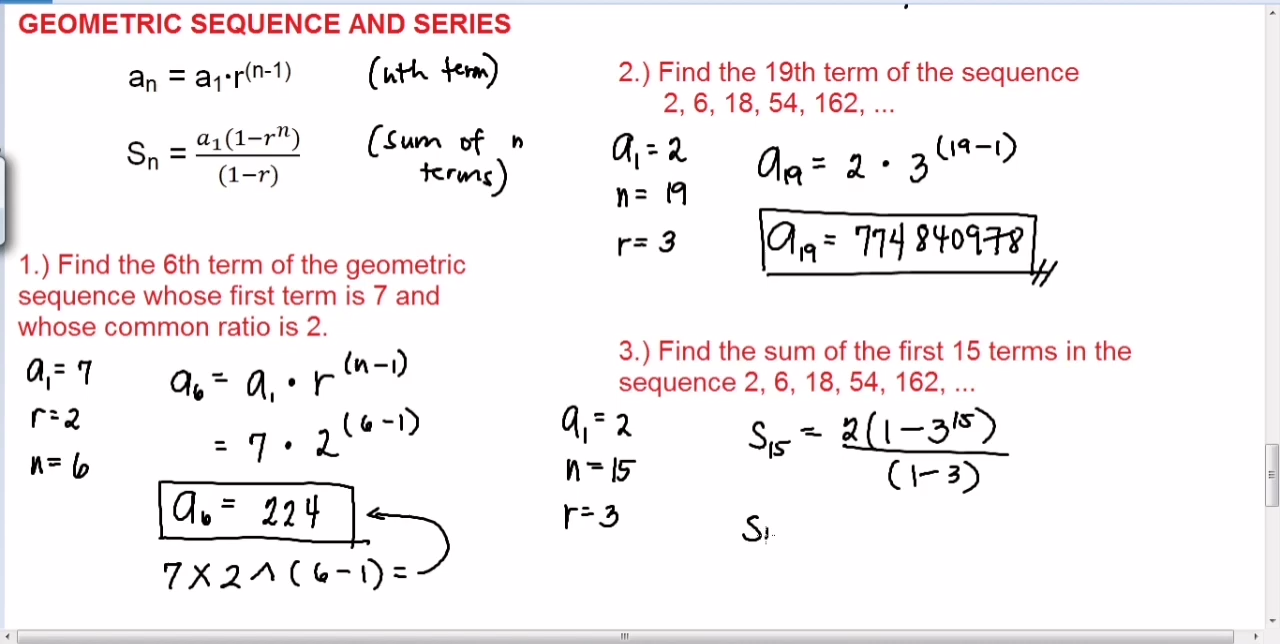 GEOMETRIC SEQUENCE AND SERIES
aₙ = a₁·r⁽ⁿ⁻¹⁾ (nth term)
Sₙ = a₁(1−rⁿ) / (1−r) (sum of n terms)
1.) Find the 6th term of the geometric
sequence whose first term is 7 and
whose common ratio is 2.
a₁ = 7
r = 2
n = 6
a₆ = a₁ · r⁽ⁿ⁻¹⁾
= 7 · 2⁽⁶⁻¹⁾
a₆ = 224
7 × 2 ^ (6 − 1) =
2.) Find the 19th term of the sequence
2, 6, 18, 54, 162, ...
a₁ = 2
n = 19
r = 3
a₁₉ = 2 · 3⁽¹⁹⁻¹⁾
a₁₉ = 774 840978
3.) Find the sum of the first 15 terms in the
sequence 2, 6, 18, 54, 162, ...
a₁ = 2
n = 15
r = 3
S₁₅ = 2(1 − 3¹⁵) / (1 − 3)
S₁